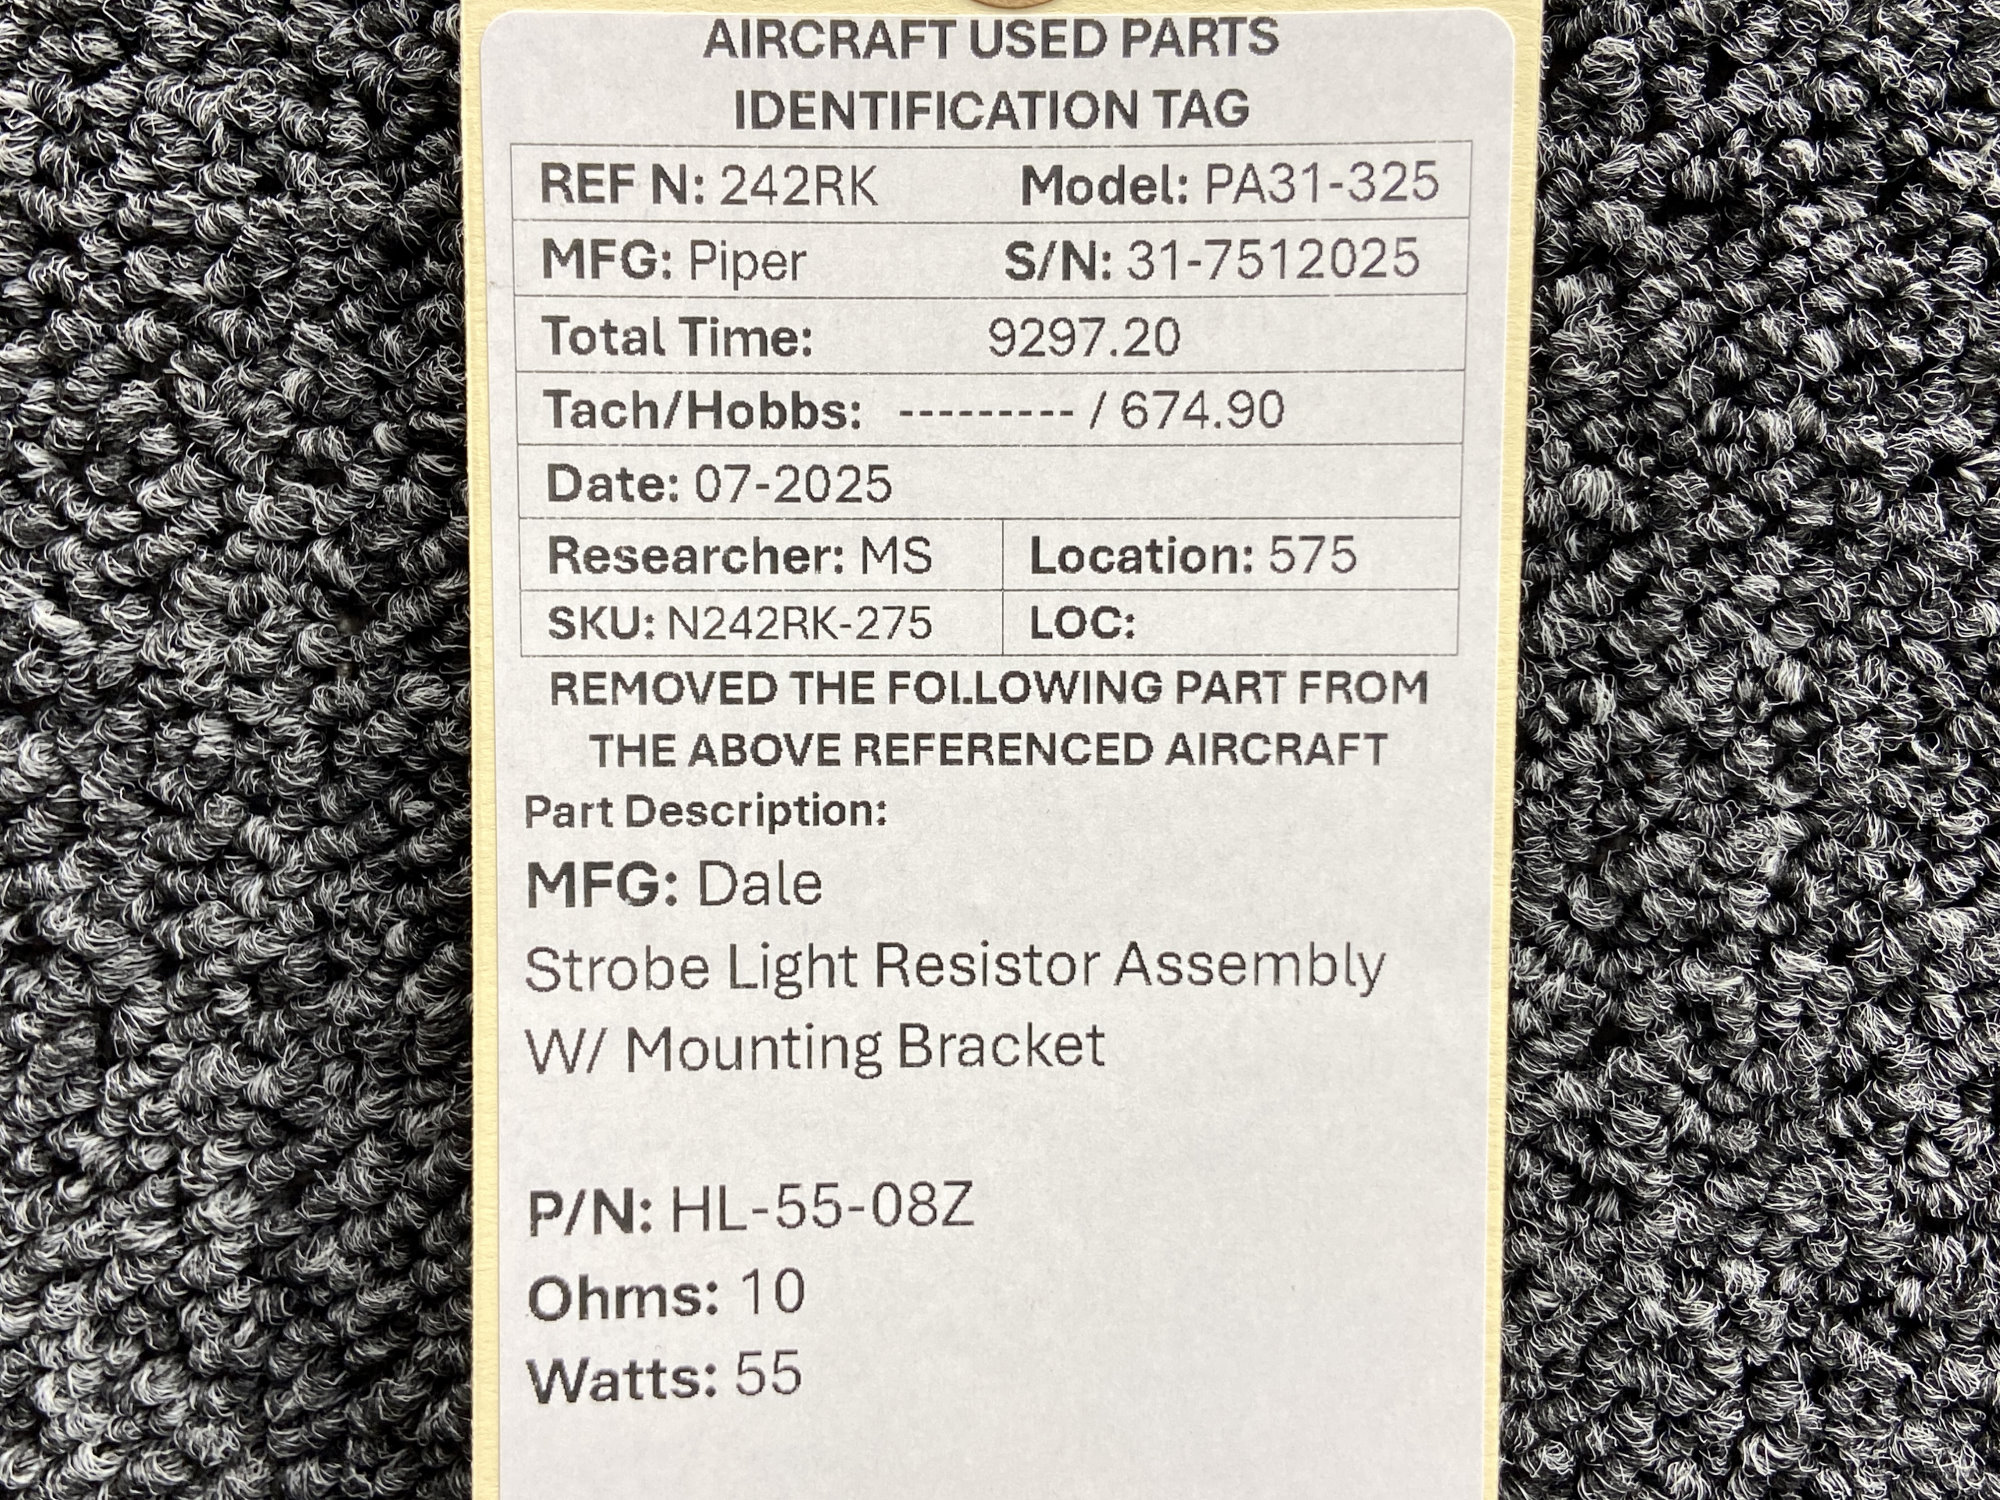 AIRCRAFT USED PARTS
IDENTIFICATION TAG
REF N: 242RK Model: PA31-325
MFG: Piper S/N: 31-7512025
Total Time: 9297.20
Tach/Hobbs: --------- / 674.90
Date: 07-2025
Researcher: MS Location: 575
SKU: N242RK-275 LOC:
REMOVED THE FOLLOWING PART FROM
THE ABOVE REFERENCED AIRCRAFT
Part Description:
MFG: Dale
Strobe Light Resistor Assembly
W/ Mounting Bracket
P/N: HL-55-08Z
Ohms: 10
Watts: 55